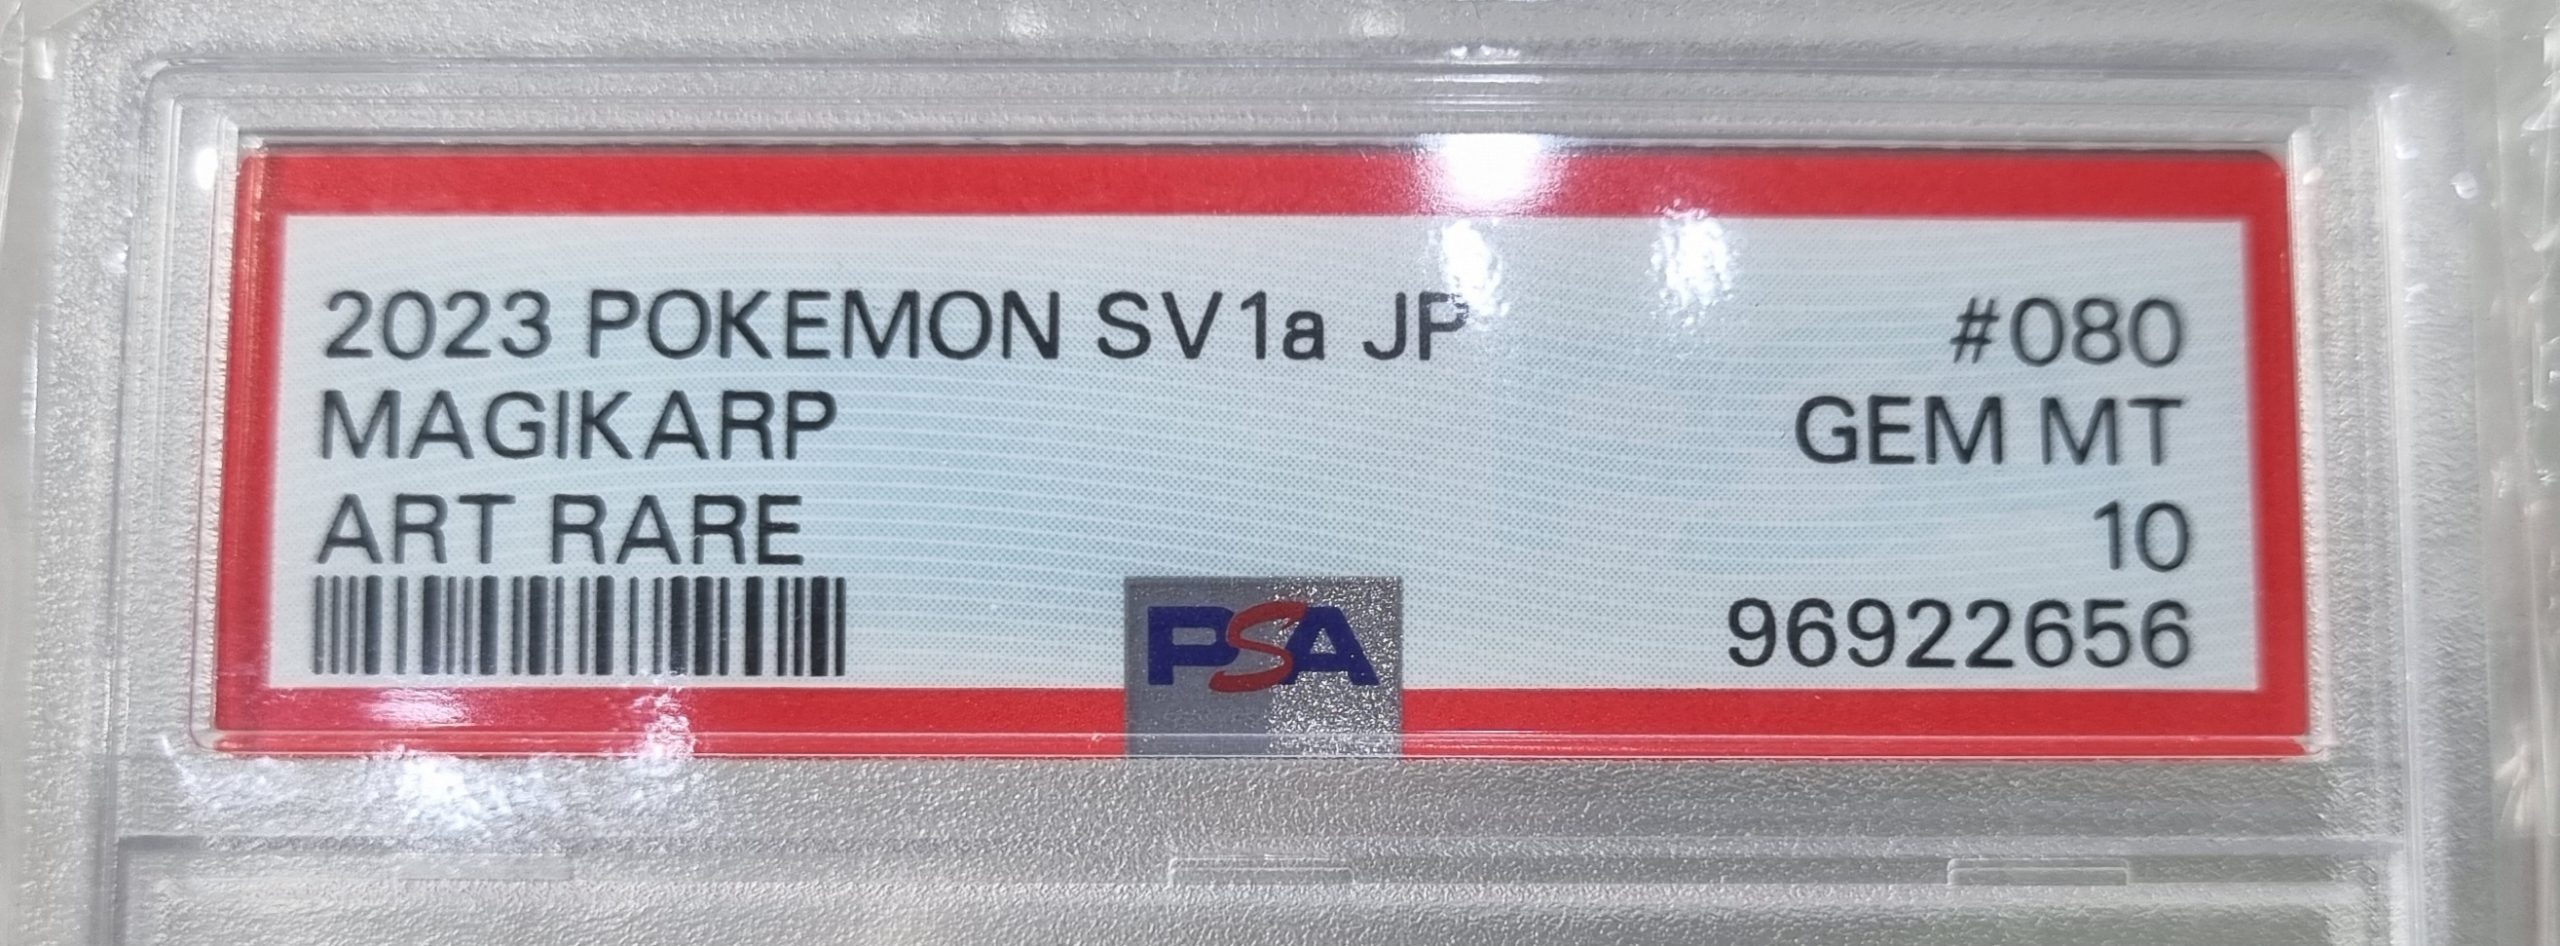 2023 POKEMON SV1a JP #080
MAGIKARP GEM MT
ART RARE 10
PSA 96922656